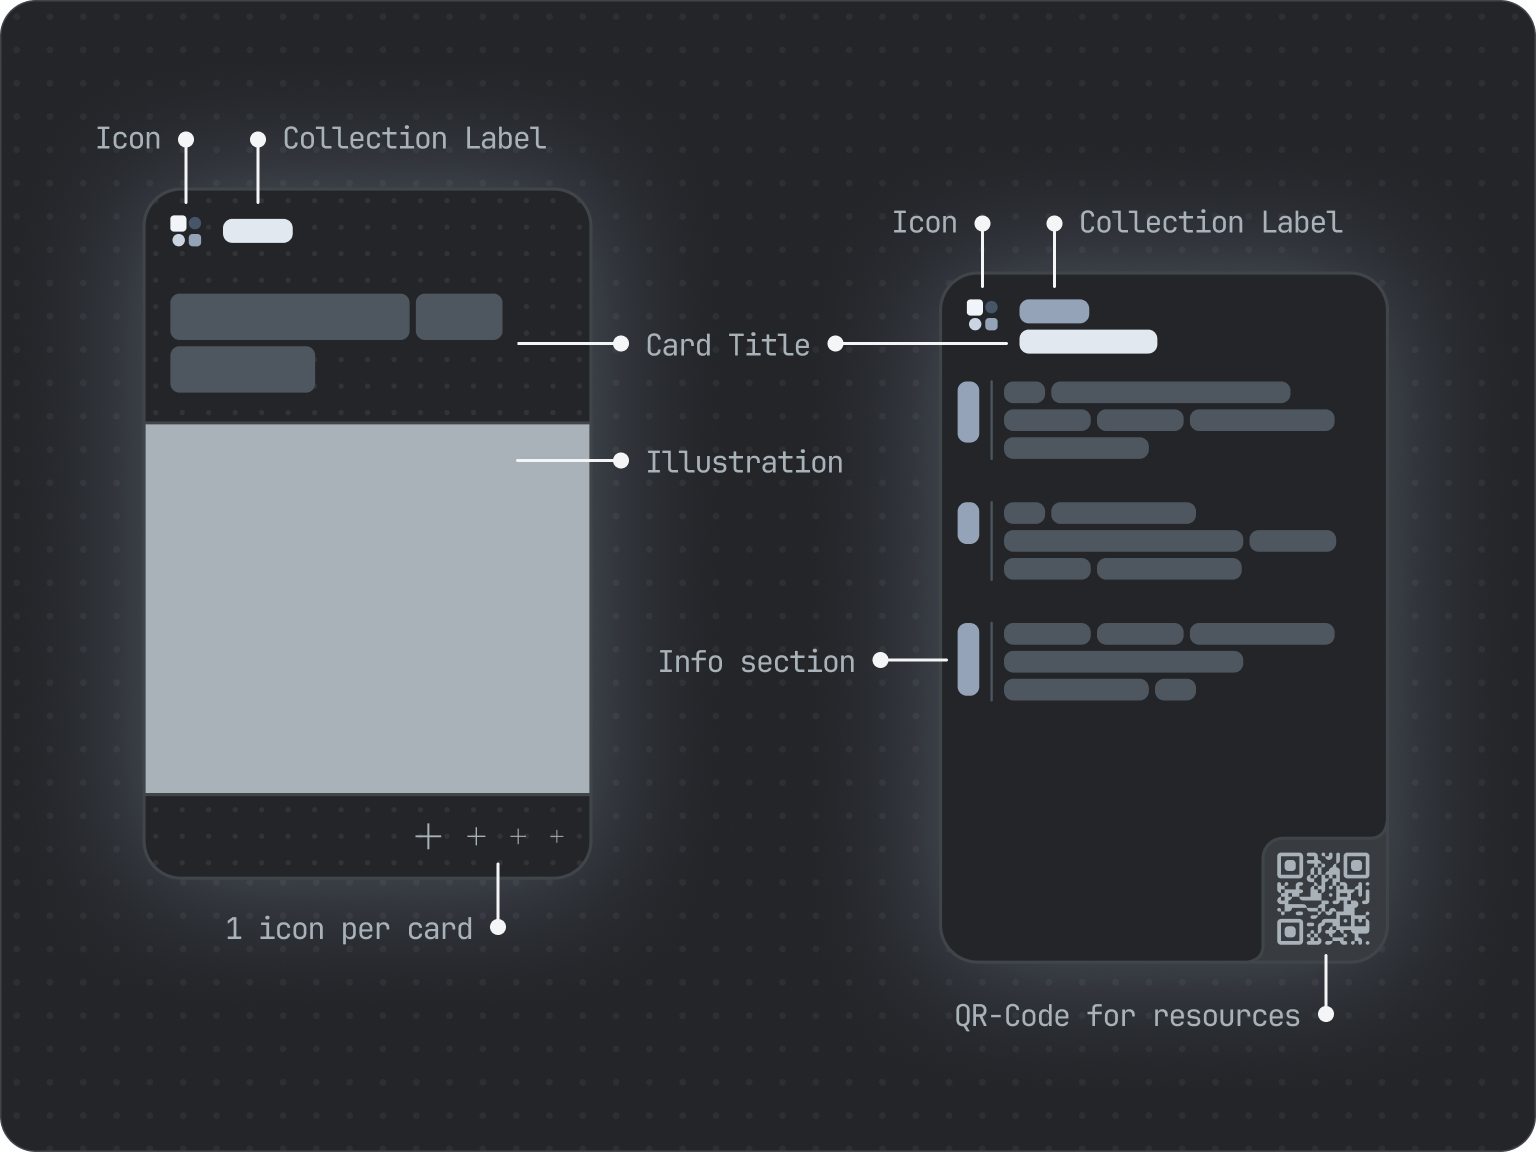 Icon
Collection Label
Icon
Collection Label
Card Title
Illustration
Info section
1 icon per card
QR-Code for resources